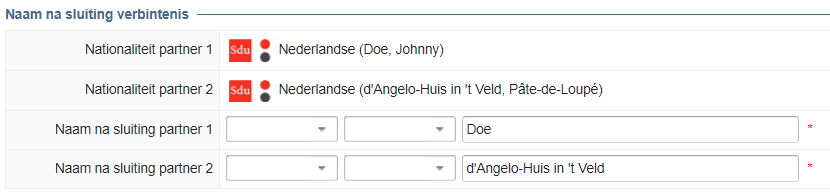 Naam na sluiting verbintenis
Nationaliteit partner 1 Sdu Nederlandse (Doe, Johnny)
Nationaliteit partner 2 Sdu Nederlandse (d'Angelo-Huis in 't Veld, Pâte-de-Loupé)
Naam na sluiting partner 1 Doe *
Naam na sluiting partner 2 d'Angelo-Huis in 't Veld *